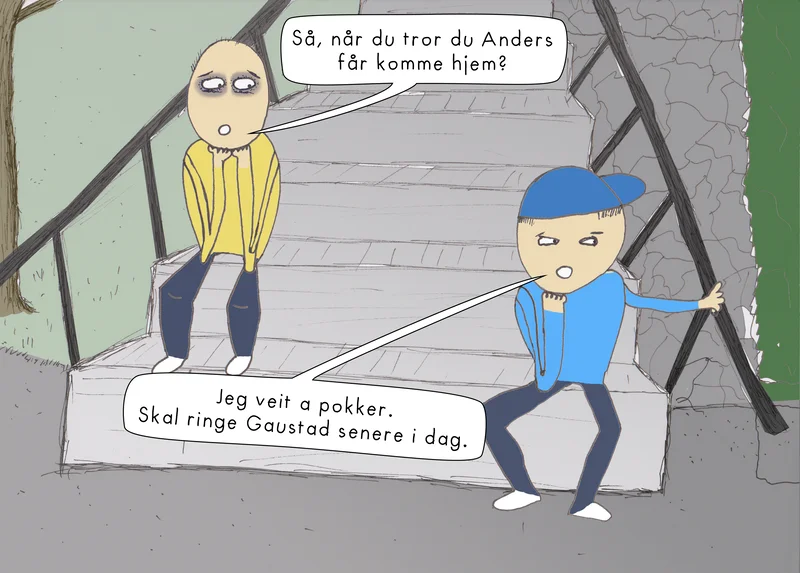 Så, når du tror du Anders
får komme hjem?
Jeg veit a pokker.
Skal ringe Gaustad senere i dag.